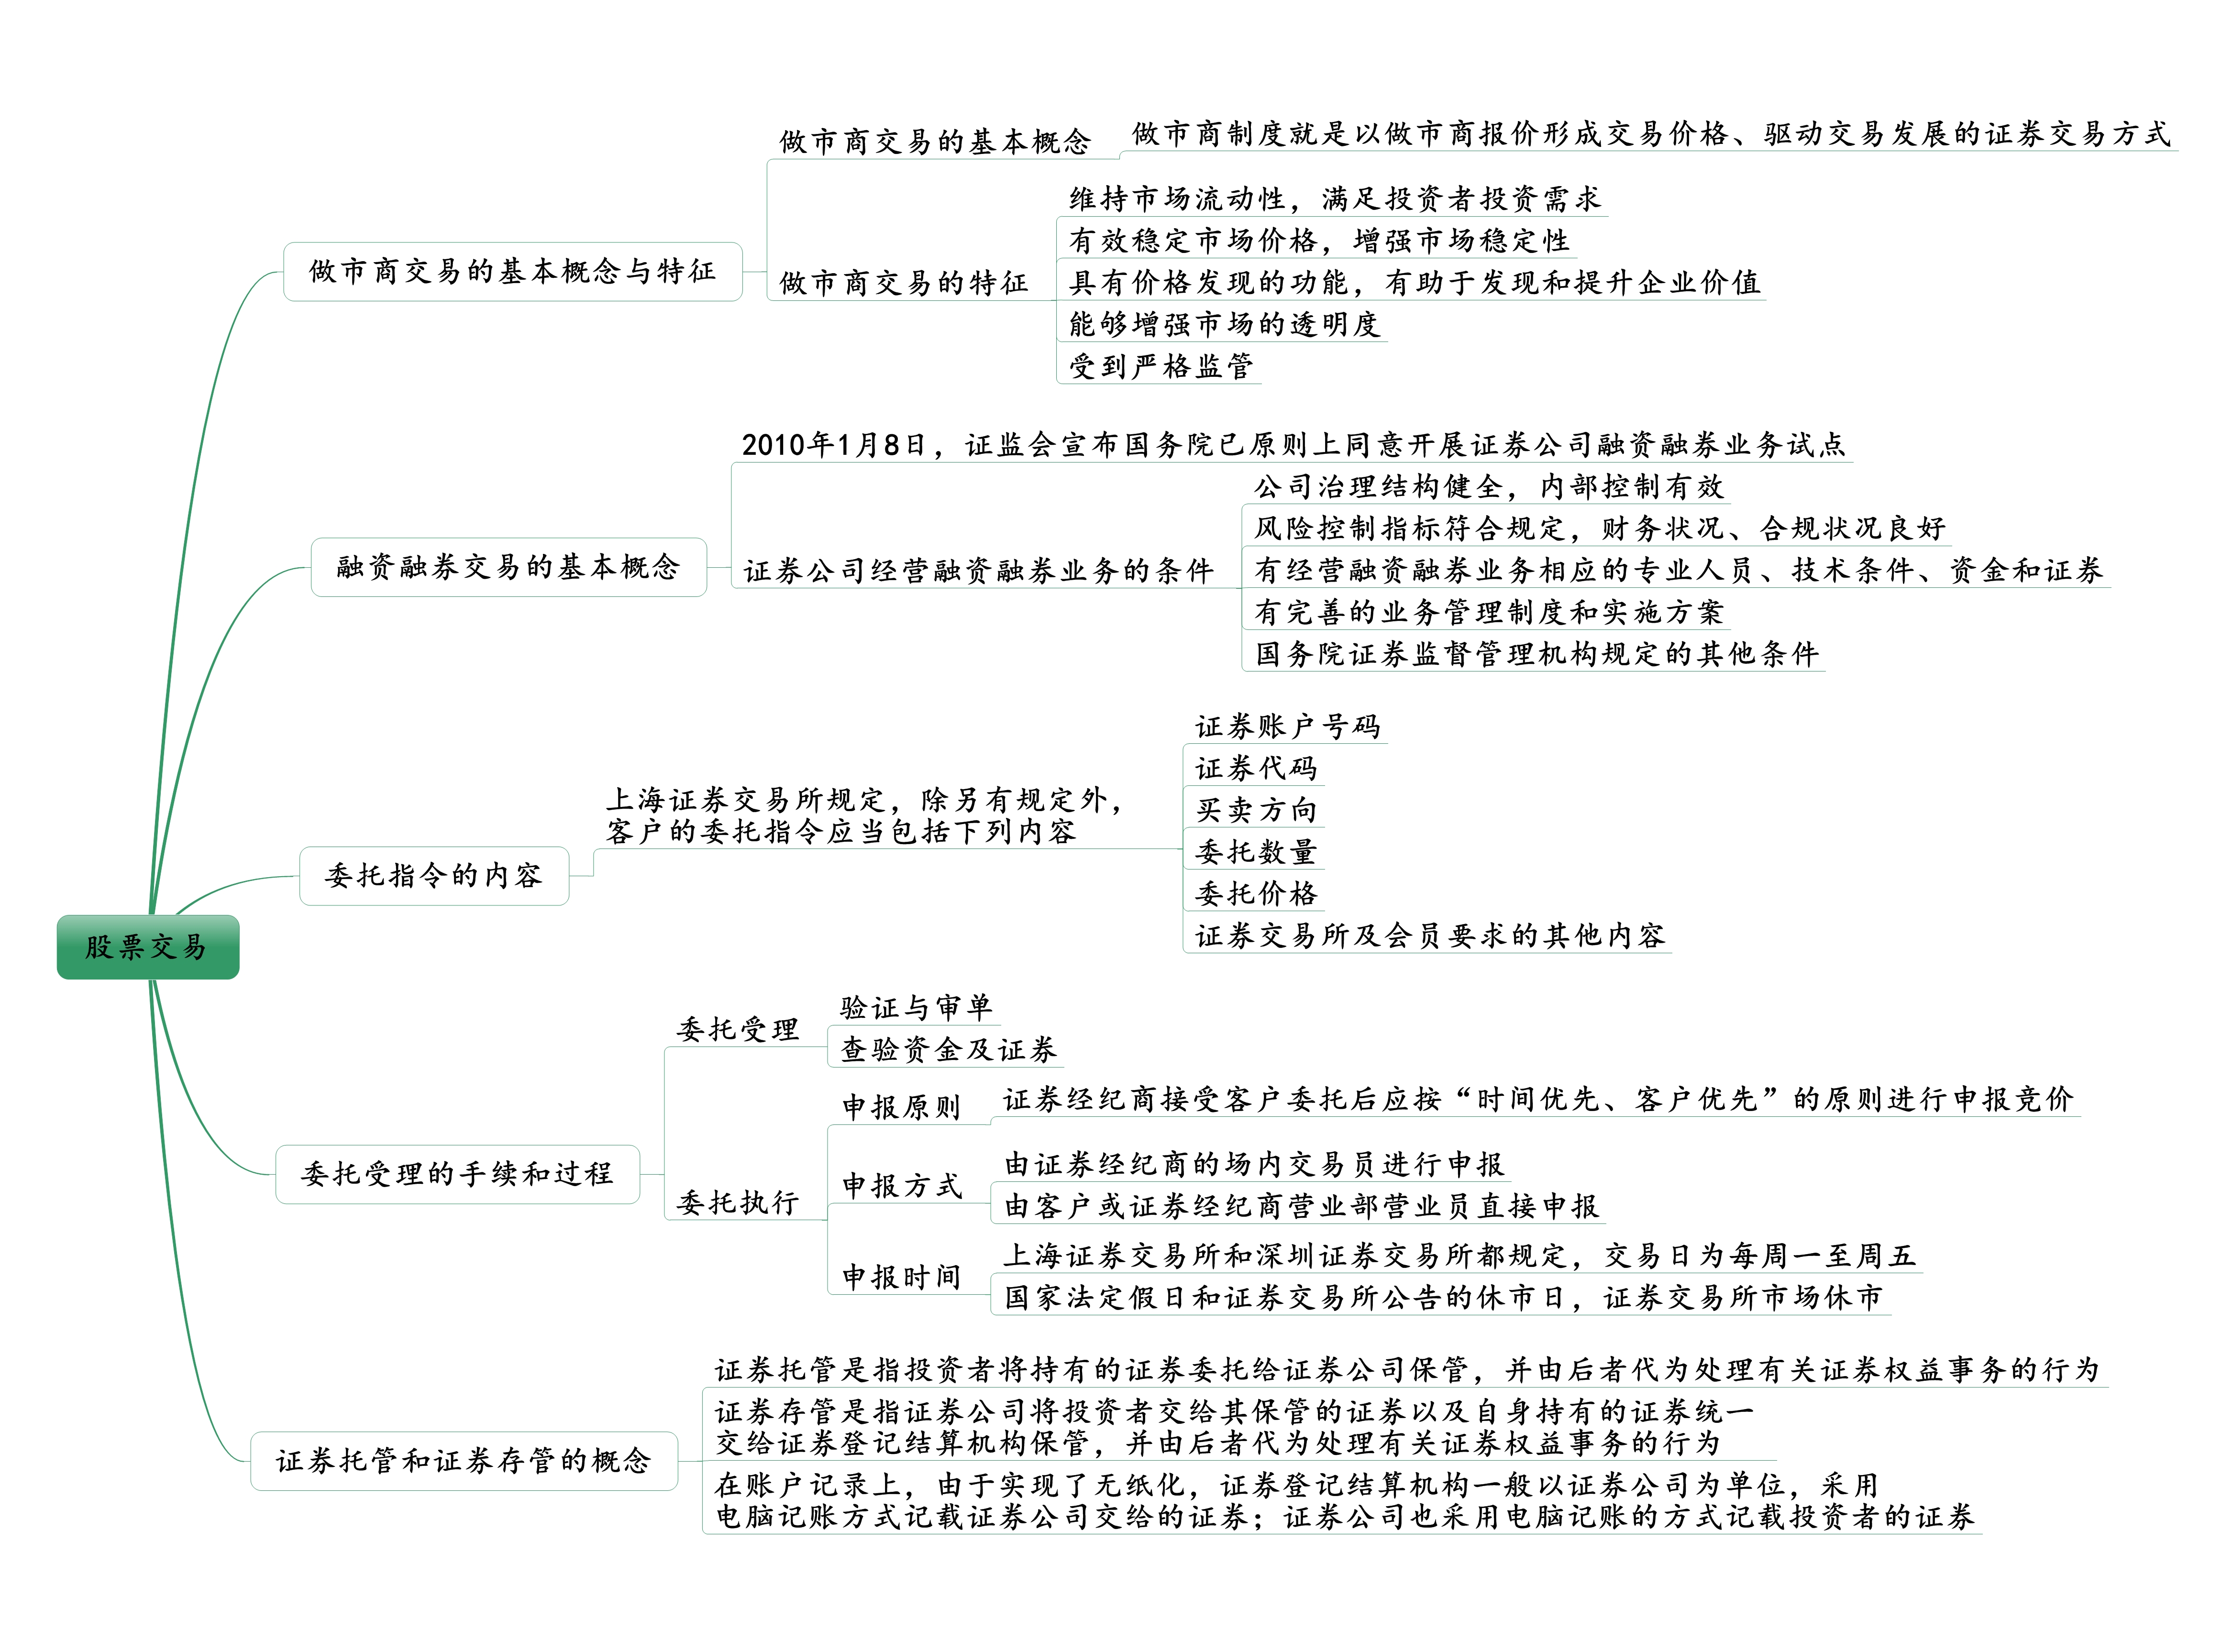 股票交易
做市商交易的基本概念与特征
做市商交易的基本概念
做市商制度就是以做市商报价形成交易价格、驱动交易发展的证券交易方式
做市商交易的特征
维持市场流动性，满足投资者投资需求
有效稳定市场价格，增强市场稳定性
具有价格发现的功能，有助于发现和提升企业价值
能够增强市场的透明度
受到严格监管
融资融券交易的基本概念
2010年1月8日，证监会宣布国务院已原则上同意开展证券公司融资融券业务试点
证券公司经营融资融券业务的条件
公司治理结构健全，内部控制有效
风险控制指标符合规定，财务状况、合规状况良好
有经营融资融券业务相应的专业人员、技术条件、资金和证券
有完善的业务管理制度和实施方案
国务院证券监督管理机构规定的其他条件
委托指令的内容
上海证券交易所规定，除另有规定外，
客户的委托指令应当包括下列内容
证券账户号码
证券代码
买卖方向
委托数量
委托价格
证券交易所及会员要求的其他内容
委托受理的手续和过程
委托受理
验证与审单
查验资金及证券
委托执行
申报原则
证券经纪商接受客户委托后应按“时间优先、客户优先”的原则进行申报竞价
申报方式
由证券经纪商的场内交易员进行申报
由客户或证券经纪商营业部营业员直接申报
申报时间
上海证券交易所和深圳证券交易所都规定，交易日为每周一至周五
国家法定假日和证券交易所公告的休市日，证券交易所市场休市
证券托管和证券存管的概念
证券托管是指投资者将持有的证券委托给证券公司保管，并由后者代为处理有关证券权益事务的行为
证券存管是指证券公司将投资者交给其保管的证券以及自身持有的证券统一
交给证券登记结算机构保管，并由后者代为处理有关证券权益事务的行为
在账户记录上，由于实现了无纸化，证券登记结算机构一般以证券公司为单位，采用
电脑记账方式记载证券公司交给的证券；证券公司也采用电脑记账的方式记载投资者的证券